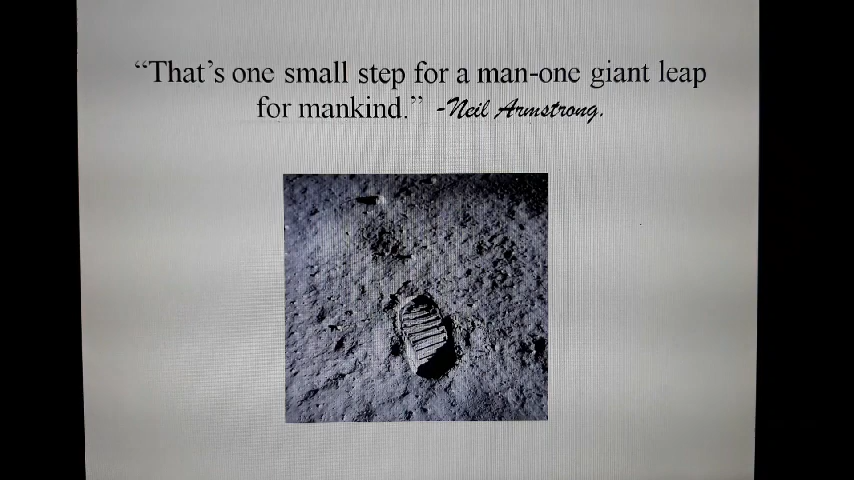 “That’s one small step for a man-one giant leap
for mankind.” -Neil Armstrong.